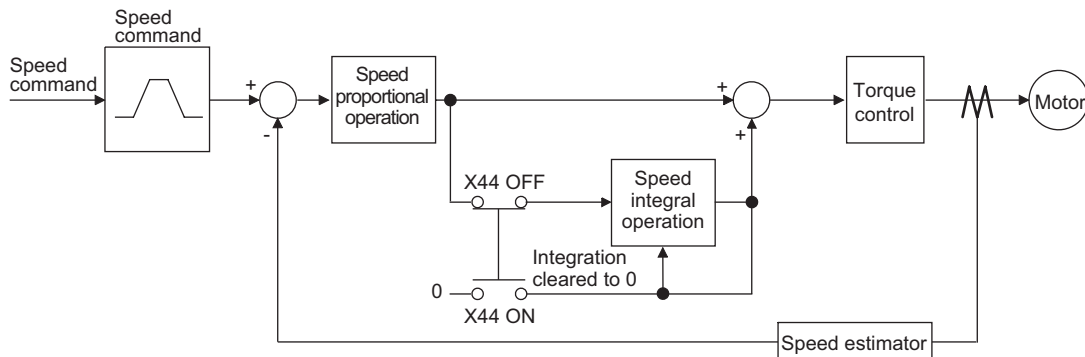 Speed
command
Speed
command
+
-
Speed
proportional
operation
+
+
Torque
control
Motor
X44 OFF
Speed
integral
operation
Integration
cleared to 0
0
X44 ON
Speed estimator